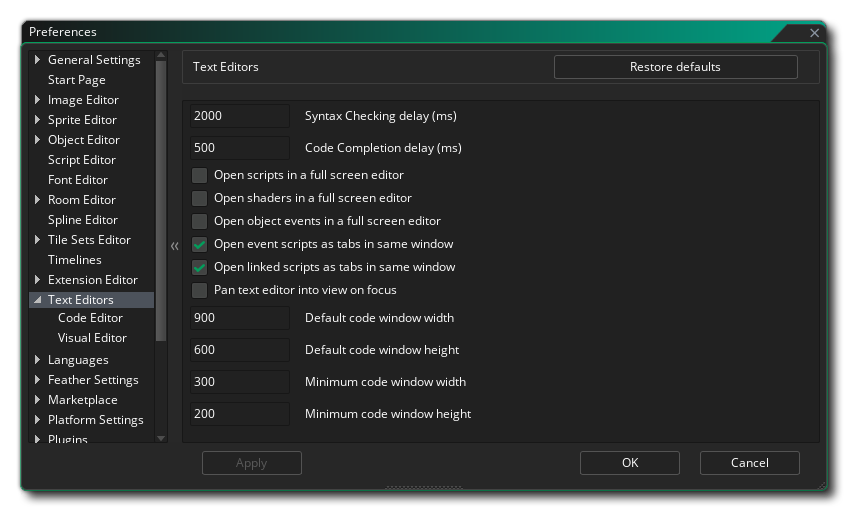 Preferences
General Settings
Start Page
Image Editor
Sprite Editor
Object Editor
Script Editor
Font Editor
Room Editor
Spline Editor
Tile Sets Editor
Timelines
Extension Editor
Text Editors
Code Editor
Visual Editor
Languages
Feather Settings
Marketplace
Platform Settings
Plugins
Text Editors
Restore defaults
2000 Syntax Checking delay (ms)
500 Code Completion delay (ms)
Open scripts in a full screen editor
Open shaders in a full screen editor
Open object events in a full screen editor
Open event scripts as tabs in same window
Open linked scripts as tabs in same window
Pan text editor into view on focus
900 Default code window width
600 Default code window height
300 Minimum code window width
200 Minimum code window height
Apply
OK
Cancel